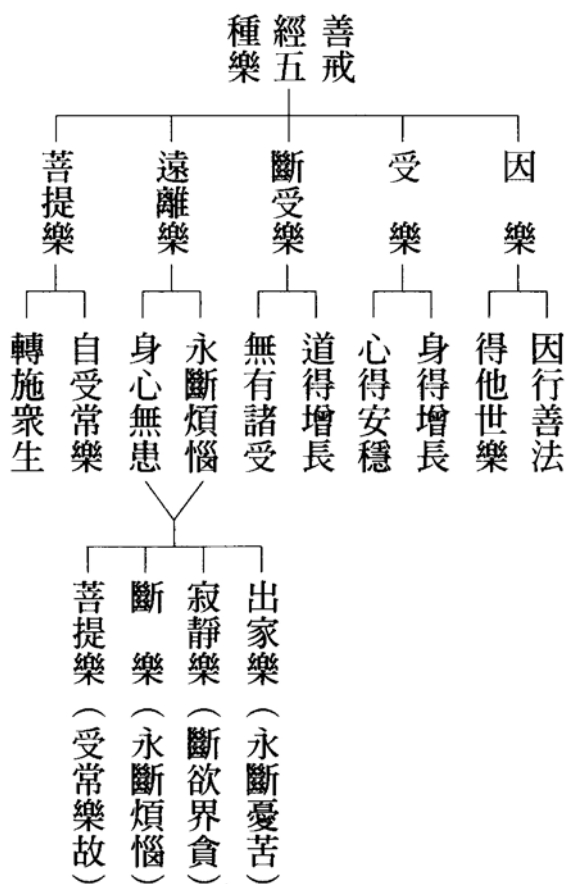 善戒
經五
種樂
因樂
受樂
斷受樂
遠離樂
菩提樂
因行善法
得他世樂
身得增長
心得安穩
道得增長
無有諸受
永斷煩惱
身心無患
自受常樂
轉施衆生
出家樂（永斷憂苦）
寂靜樂（斷欲界貪）
斷樂（永斷煩惱）
菩提樂（受常樂故）